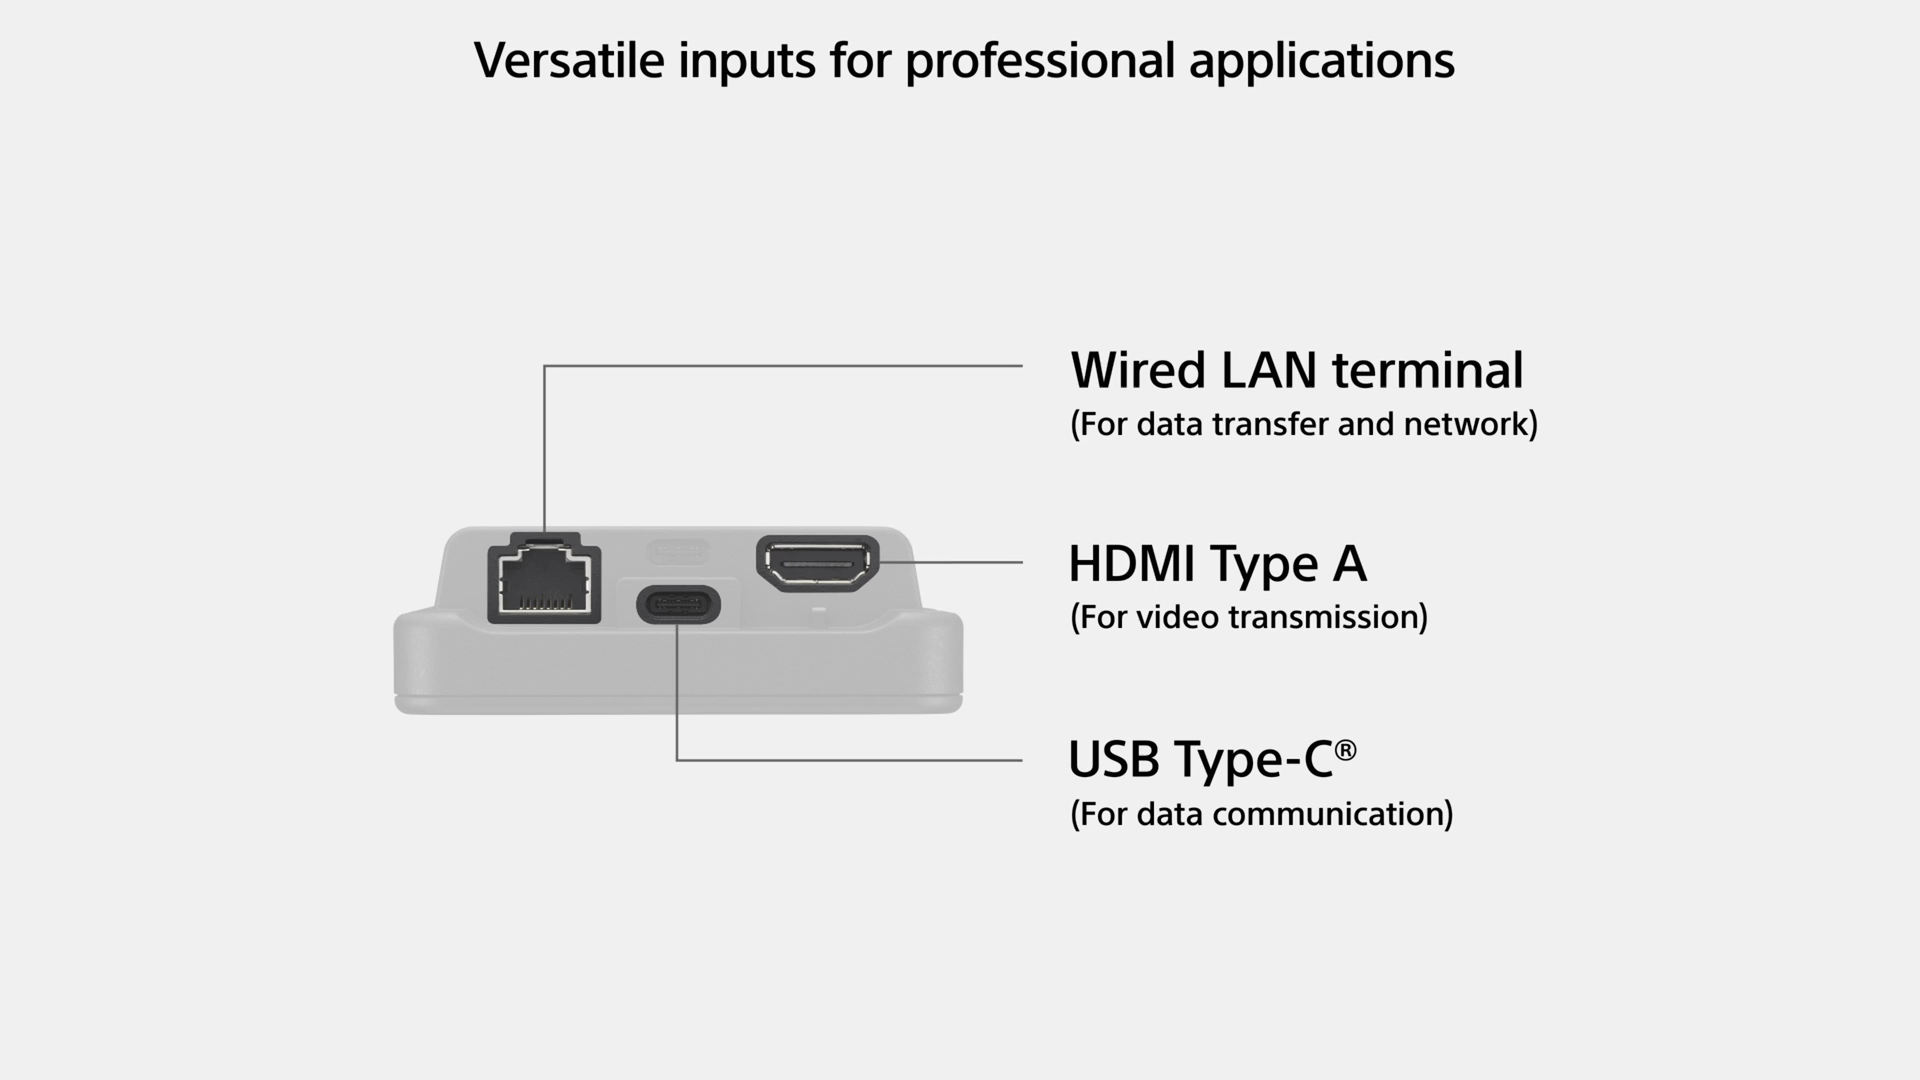 Versatile inputs for professional applications
Wired LAN terminal
(For data transfer and network)
HDMI Type A
(For video transmission)
USB Type-C®
(For data communication)